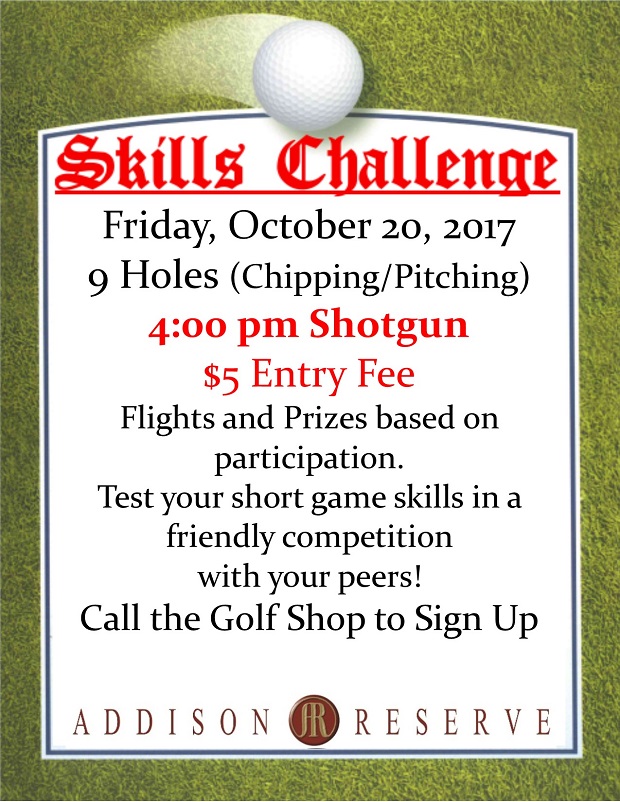 Skills Challenge
Friday, October 20, 2017
9 Holes (Chipping/Pitching)
4:00 pm Shotgun
$5 Entry Fee
Flights and Prizes based on
participation.
Test your short game skills in a
friendly competition
with your peers!
Call the Golf Shop to Sign Up
ADDISON AR RESERVE